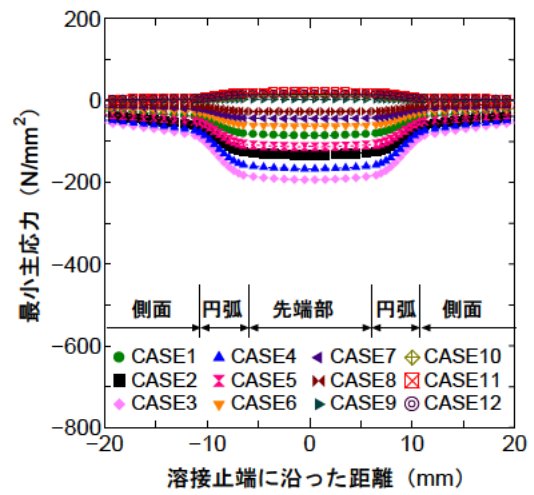 200
0
−200
−400
−600
−800
最小主応力（N/mm²）
側面 円弧 先端部 円弧 側面
CASE1 CASE4 CASE7 CASE10
CASE2 CASE5 CASE8 CASE11
CASE3 CASE6 CASE9 CASE12
−20 −10 0 10 20
溶接止端に沿った距離（mm）